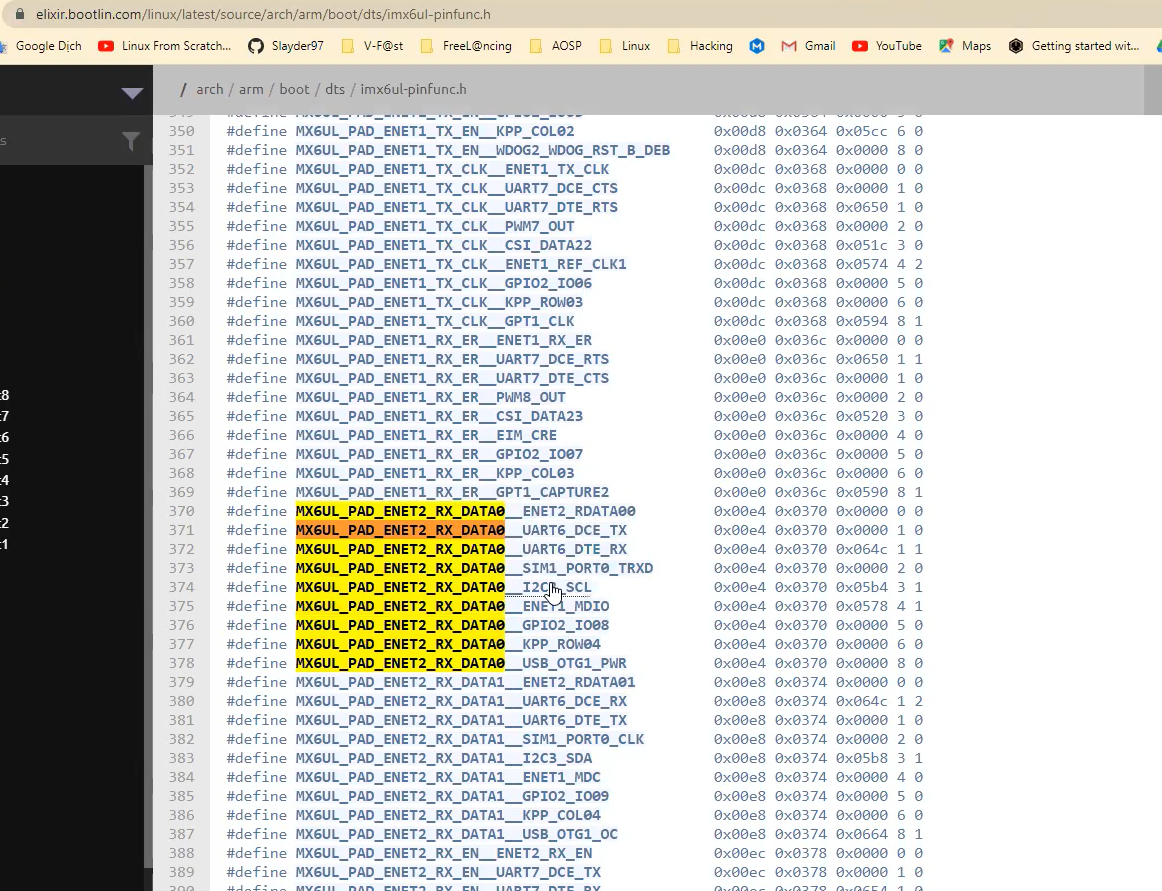 elixir.bootlin.com/linux/latest/source/arch/arm/boot/dts/imx6ul-pinfunc.h
Google Dịch Linux From Scratch... Slayder97 V-F@st FreeL@ncing AOSP Linux Hacking Gmail YouTube Maps Getting started wit...
/ arch / arm / boot / dts / imx6ul-pinfunc.h
s
350 #define MX6UL_PAD_ENET1_TX_EN__KPP_COL02 0x00d8 0x0364 0x05cc 6 0
351 #define MX6UL_PAD_ENET1_TX_EN__WDOG2_WDOG_RST_B_DEB 0x00d8 0x0364 0x0000 8 0
352 #define MX6UL_PAD_ENET1_TX_CLK__ENET1_TX_CLK 0x00dc 0x0368 0x0000 0 0
353 #define MX6UL_PAD_ENET1_TX_CLK__UART7_DCE_CTS 0x00dc 0x0368 0x0000 1 0
354 #define MX6UL_PAD_ENET1_TX_CLK__UART7_DTE_RTS 0x00dc 0x0368 0x0650 1 0
355 #define MX6UL_PAD_ENET1_TX_CLK__PWM7_OUT 0x00dc 0x0368 0x0000 2 0
356 #define MX6UL_PAD_ENET1_TX_CLK__CSI_DATA22 0x00dc 0x0368 0x051c 3 0
357 #define MX6UL_PAD_ENET1_TX_CLK__ENET1_REF_CLK1 0x00dc 0x0368 0x0574 4 2
358 #define MX6UL_PAD_ENET1_TX_CLK__GPIO2_IO06 0x00dc 0x0368 0x0000 5 0
359 #define MX6UL_PAD_ENET1_TX_CLK__KPP_ROW03 0x00dc 0x0368 0x0000 6 0
360 #define MX6UL_PAD_ENET1_TX_CLK__GPT1_CLK 0x00dc 0x0368 0x0594 8 1
361 #define MX6UL_PAD_ENET1_RX_ER__ENET1_RX_ER 0x00e0 0x036c 0x0000 0 0
362 #define MX6UL_PAD_ENET1_RX_ER__UART7_DCE_RTS 0x00e0 0x036c 0x0650 1 1
363 #define MX6UL_PAD_ENET1_RX_ER__UART7_DTE_CTS 0x00e0 0x036c 0x0000 1 0
364 #define MX6UL_PAD_ENET1_RX_ER__PWM8_OUT 0x00e0 0x036c 0x0000 2 0
:8
365 #define MX6UL_PAD_ENET1_RX_ER__CSI_DATA23 0x00e0 0x036c 0x0520 3 0
:7
366 #define MX6UL_PAD_ENET1_RX_ER__EIM_CRE 0x00e0 0x036c 0x0000 4 0
:6
367 #define MX6UL_PAD_ENET1_RX_ER__GPIO2_IO07 0x00e0 0x036c 0x0000 5 0
:5
368 #define MX6UL_PAD_ENET1_RX_ER__KPP_COL03 0x00e0 0x036c 0x0000 6 0
:4
369 #define MX6UL_PAD_ENET1_RX_ER__GPT1_CAPTURE2 0x00e0 0x036c 0x0590 8 1
:3
370 #define MX6UL_PAD_ENET2_RX_DATA0__ENET2_RDATA00 0x00e4 0x0370 0x0000 0 0
:2
371 #define MX6UL_PAD_ENET2_RX_DATA0__UART6_DCE_TX 0x00e4 0x0370 0x0000 1 0
:1
372 #define MX6UL_PAD_ENET2_RX_DATA0__UART6_DTE_RX 0x00e4 0x0370 0x064c 1 1
373 #define MX6UL_PAD_ENET2_RX_DATA0__SIM1_PORT0_TRXD 0x00e4 0x0370 0x0000 2 0
374 #define MX6UL_PAD_ENET2_RX_DATA0__I2C SCL 0x00e4 0x0370 0x05b4 3 1
375 #define MX6UL_PAD_ENET2_RX_DATA0__ENET1_MDIO 0x00e4 0x0370 0x0578 4 1
376 #define MX6UL_PAD_ENET2_RX_DATA0__GPIO2_IO08 0x00e4 0x0370 0x0000 5 0
377 #define MX6UL_PAD_ENET2_RX_DATA0__KPP_ROW04 0x00e4 0x0370 0x0000 6 0
378 #define MX6UL_PAD_ENET2_RX_DATA0__USB_OTG1_PWR 0x00e4 0x0370 0x0000 8 0
379 #define MX6UL_PAD_ENET2_RX_DATA1__ENET2_RDATA01 0x00e8 0x0374 0x0000 0 0
380 #define MX6UL_PAD_ENET2_RX_DATA1__UART6_DCE_RX 0x00e8 0x0374 0x064c 1 2
381 #define MX6UL_PAD_ENET2_RX_DATA1__UART6_DTE_TX 0x00e8 0x0374 0x0000 1 0
382 #define MX6UL_PAD_ENET2_RX_DATA1__SIM1_PORT0_CLK 0x00e8 0x0374 0x0000 2 0
383 #define MX6UL_PAD_ENET2_RX_DATA1__I2C3_SDA 0x00e8 0x0374 0x05b8 3 1
384 #define MX6UL_PAD_ENET2_RX_DATA1__ENET1_MDC 0x00e8 0x0374 0x0000 4 0
385 #define MX6UL_PAD_ENET2_RX_DATA1__GPIO2_IO09 0x00e8 0x0374 0x0000 5 0
386 #define MX6UL_PAD_ENET2_RX_DATA1__KPP_COL04 0x00e8 0x0374 0x0000 6 0
387 #define MX6UL_PAD_ENET2_RX_DATA1__USB_OTG1_OC 0x00e8 0x0374 0x0664 8 1
388 #define MX6UL_PAD_ENET2_RX_EN__ENET2_RX_EN 0x00ec 0x0378 0x0000 0 0
389 #define MX6UL_PAD_ENET2_RX_EN__UART7_DCE_TX 0x00ec 0x0378 0x0000 1 0